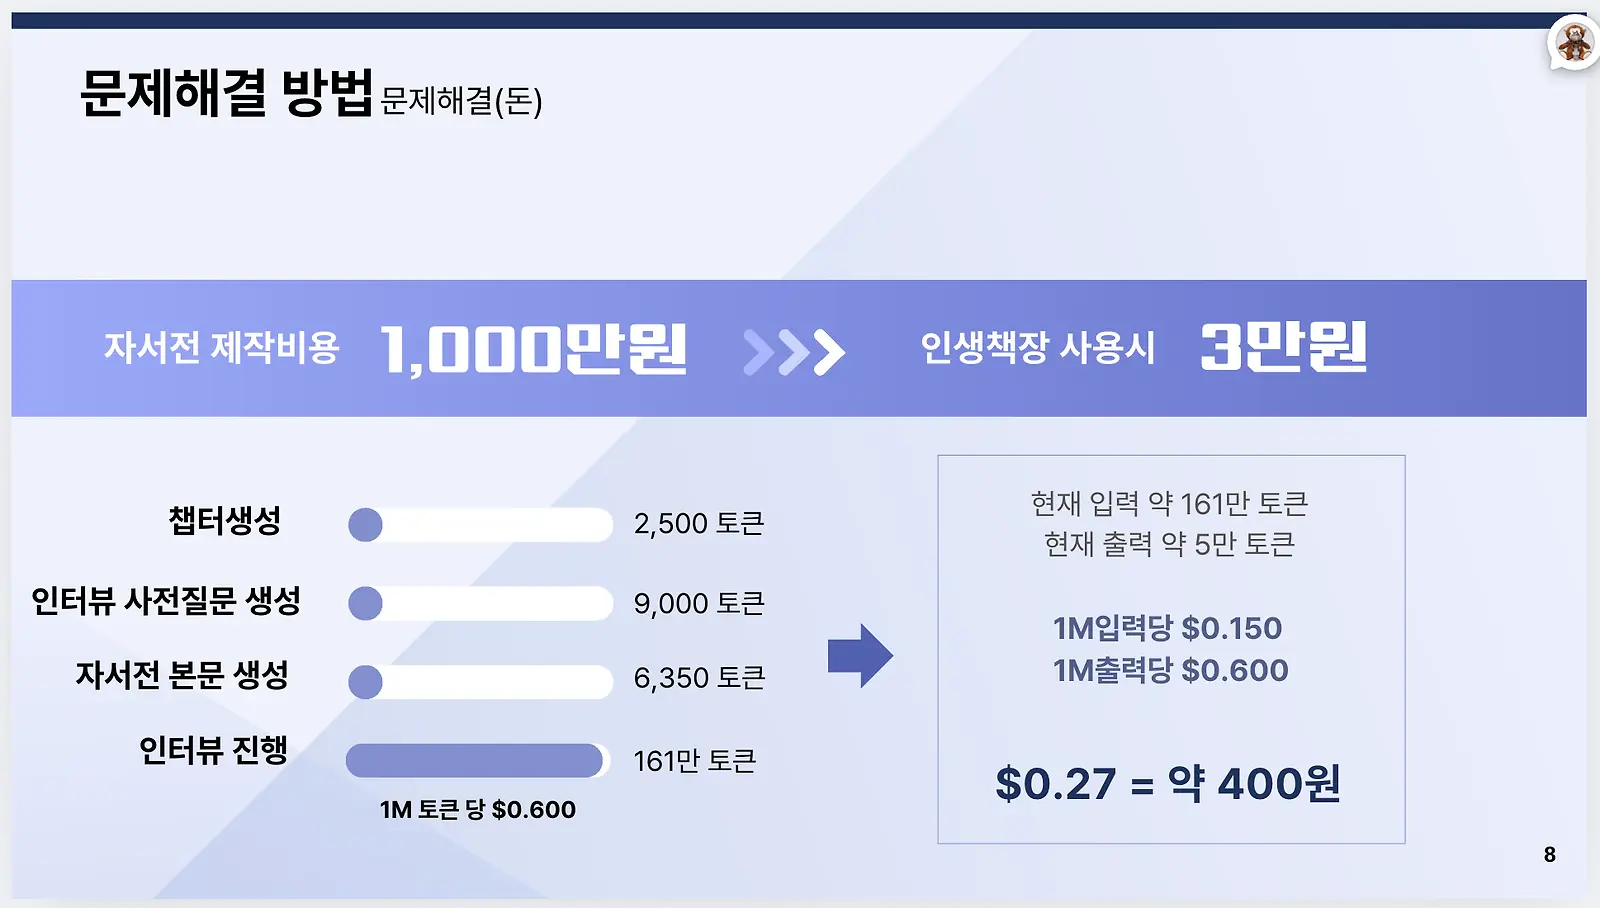 문제해결 방법 문제해결(돈)
자서전 제작비용 1,000만원 인생책장 사용시 3만원
챕터생성 2,500 토큰
인터뷰 사전질문 생성 9,000 토큰
자서전 본문 생성 6,350 토큰
인터뷰 진행 161만 토큰
1M 토큰 당 $0.600
현재 입력 약 161만 토큰
현재 출력 약 5만 토큰
1M입력당 $0.150
1M출력당 $0.600
$0.27 = 약 400원
8